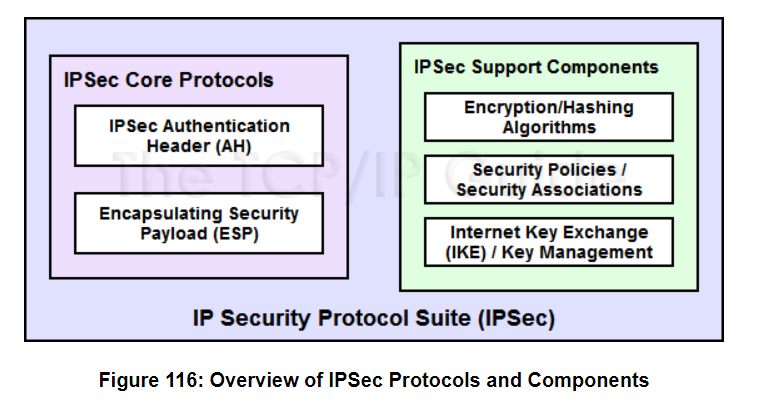 IPSec Core Protocols
IPSec Authentication
Header (AH)
Encapsulating Security
Payload (ESP)
IPSec Support Components
Encryption/Hashing
Algorithms
Security Policies /
Security Associations
Internet Key Exchange
(IKE) / Key Management
The TCP/IP G
IP Security Protocol Suite (IPSec)
Figure 116: Overview of IPSec Protocols and Components